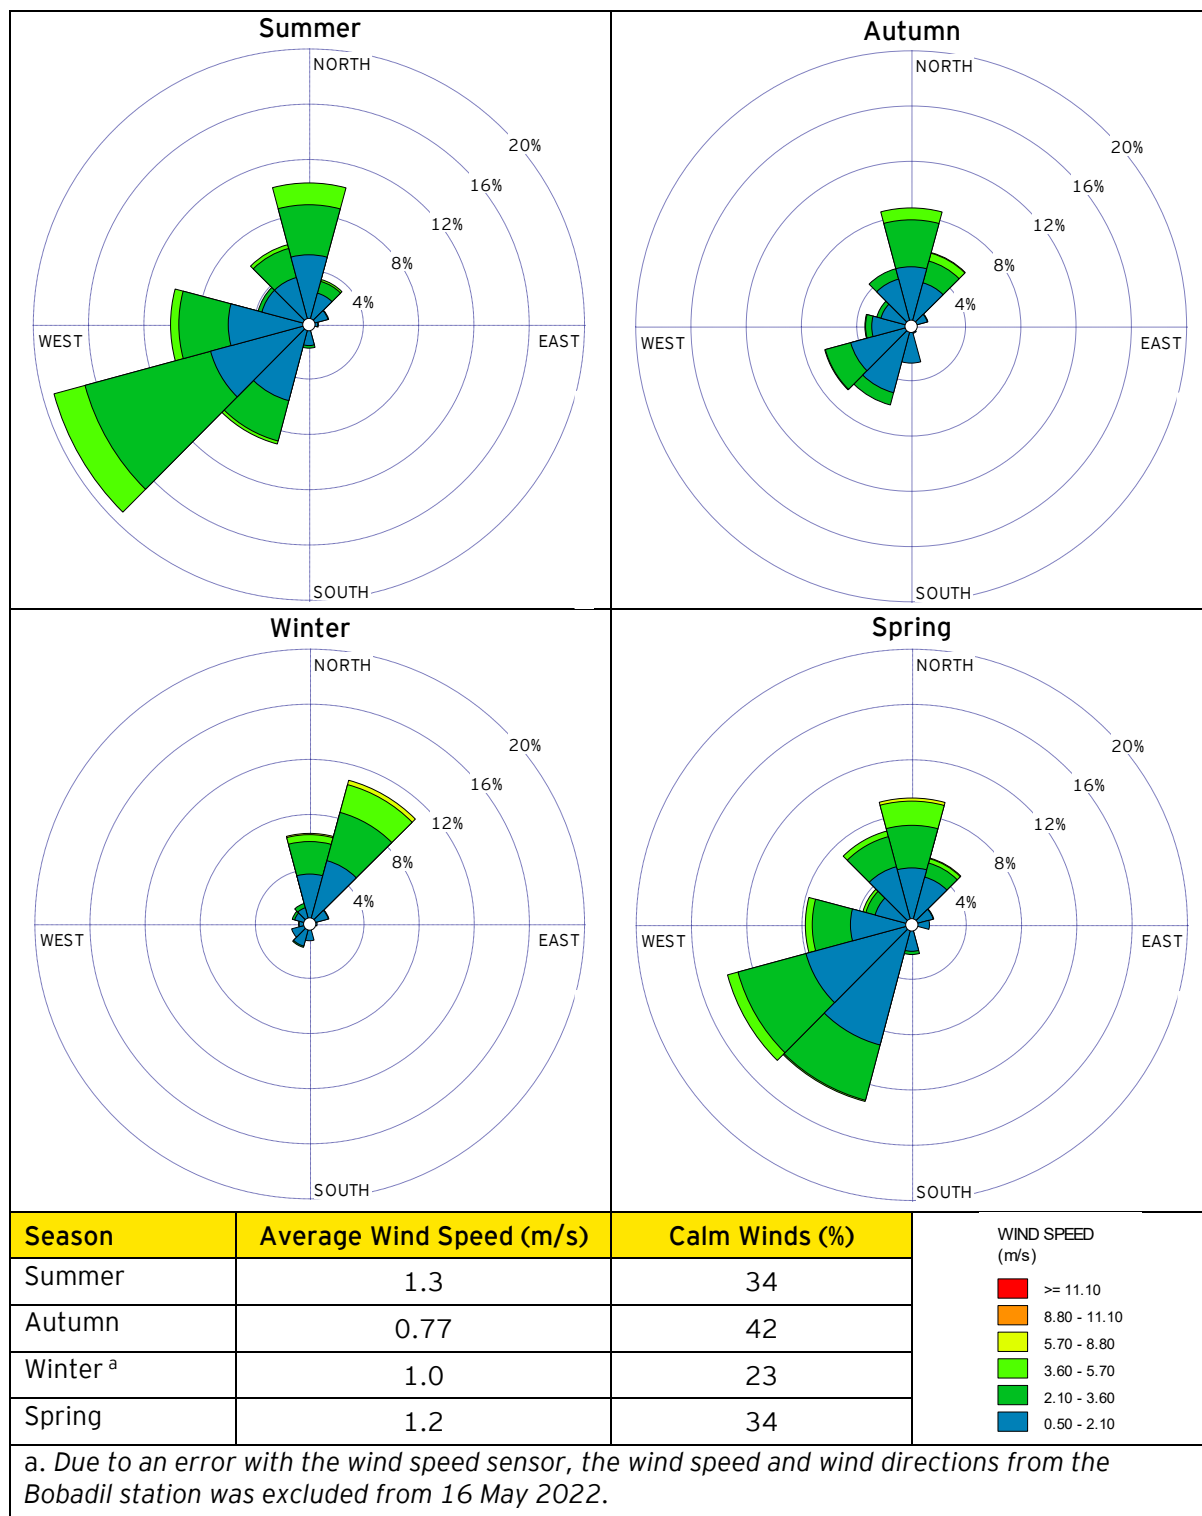 Summer
NORTH
20%
16%
12%
8%
4%
WEST
EAST
SOUTH
Autumn
NORTH
20%
16%
12%
8%
4%
WEST
EAST
SOUTH
Winter
NORTH
20%
16%
12%
8%
4%
WEST
EAST
SOUTH
Spring
NORTH
20%
16%
12%
8%
4%
WEST
EAST
SOUTH
Season Average Wind Speed (m/s) Calm Winds (%)
Summer 1.3 34
Autumn 0.77 42
Winter a 1.0 23
Spring 1.2 34
WIND SPEED
(m/s)
>= 11.10
8.80 - 11.10
5.70 - 8.80
3.60 - 5.70
2.10 - 3.60
0.50 - 2.10
a. Due to an error with the wind speed sensor, the wind speed and wind directions from the
Bobadil station was excluded from 16 May 2022.